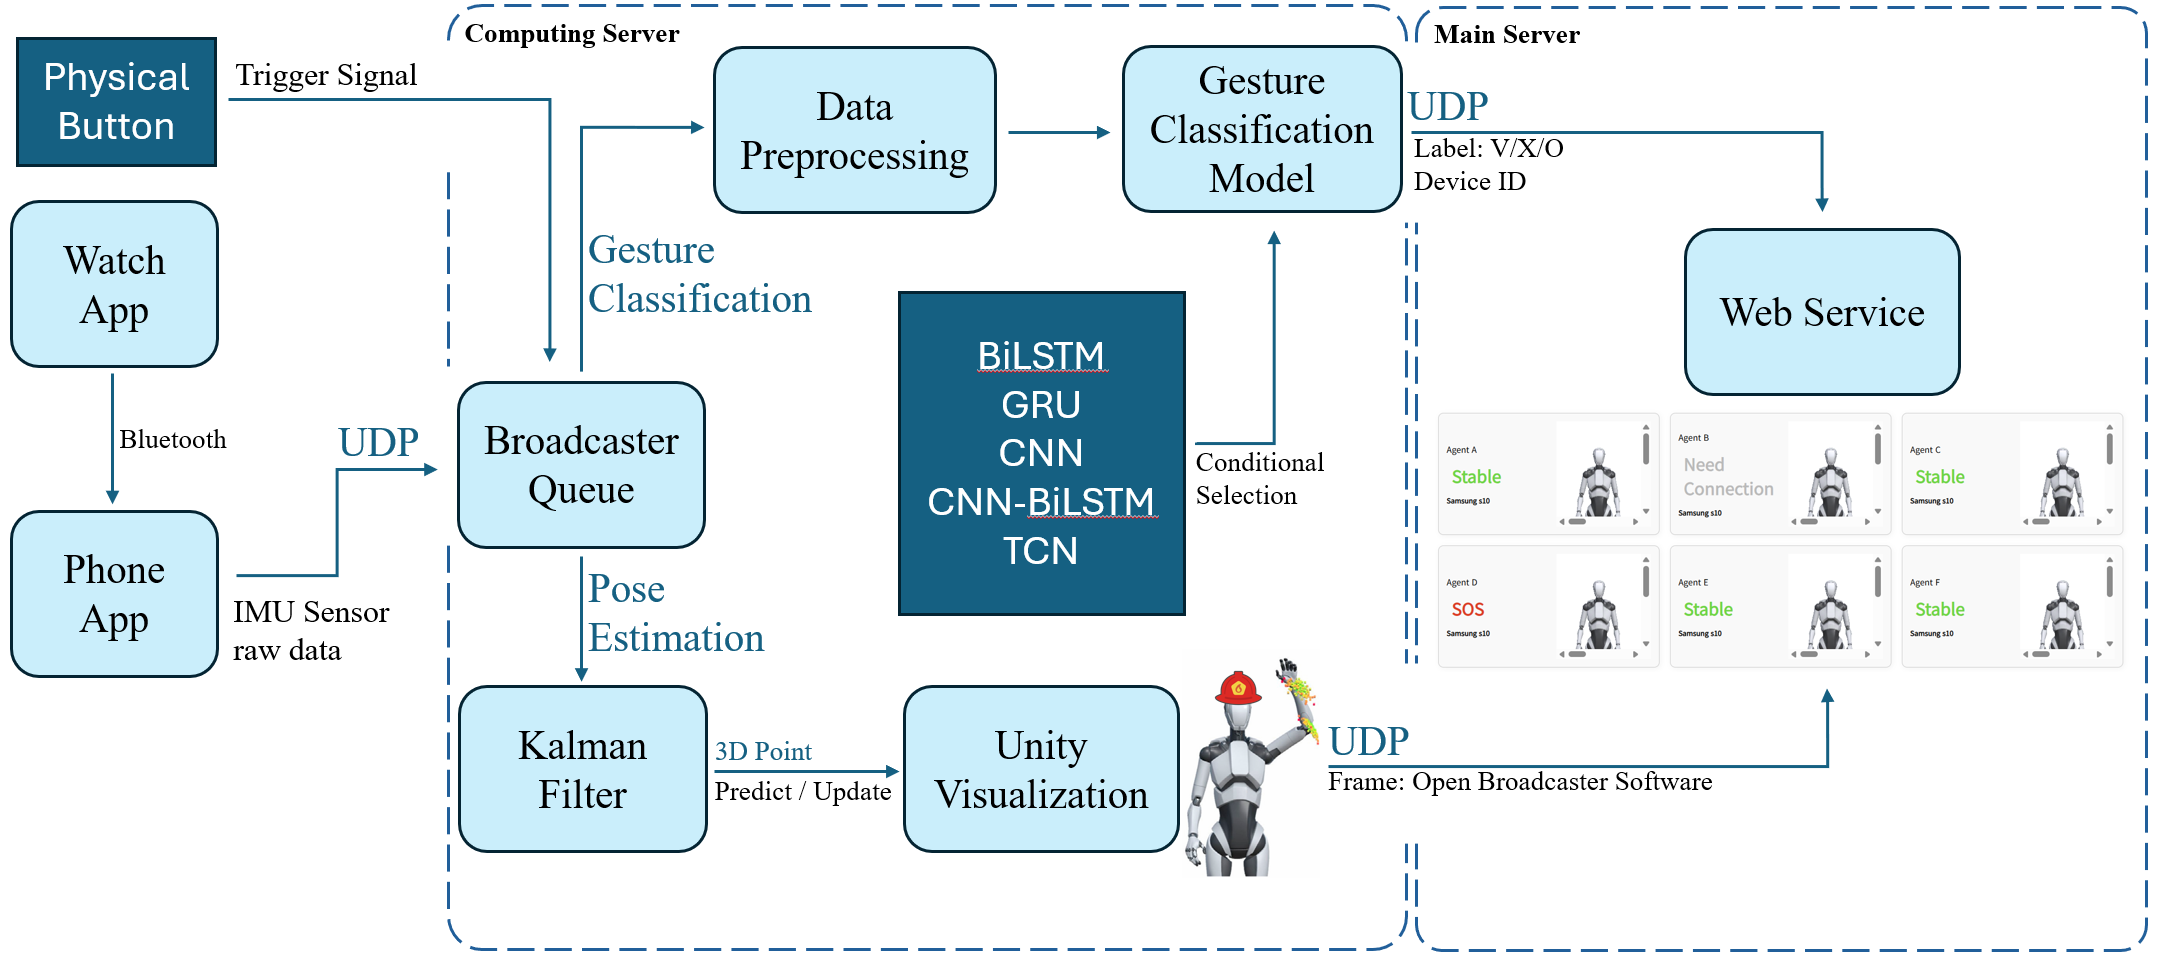 Computing Server
Main Server
Physical
Button
Trigger Signal
Data
Preprocessing
Gesture
Classification
Model
UDP
Label: V/X/O
Device ID
Watch
App
Gesture
Classification
Web Service
BiLSTM
GRU
CNN
CNN-BiLSTM
TCN
Conditional
Selection
Bluetooth
UDP
Broadcaster
Queue
Phone
App
IMU Sensor
raw data
Pose
Estimation
Agent A
Stable
Samsung s10
Agent B
Need
Connection
Samsung s10
Agent C
Stable
Samsung s10
Agent D
SOS
Samsung s10
Agent E
Stable
Samsung s10
Agent F
Stable
Samsung s10
Kalman
Filter
3D Point
Predict / Update
Unity
Visualization
UDP
Frame: Open Broadcaster Software